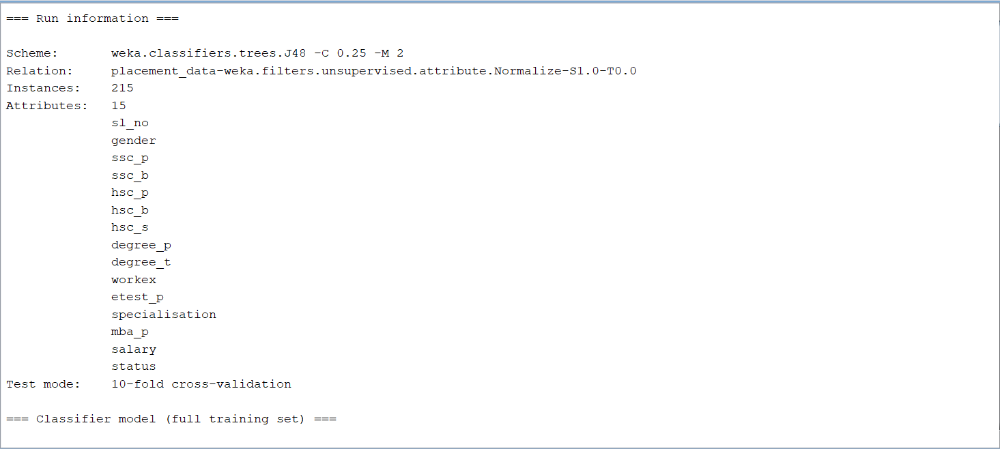 === Run information ===
Scheme: weka.classifiers.trees.J48 -C 0.25 -M 2
Relation: placement_data-weka.filters.unsupervised.attribute.Normalize-S1.0-T0.0
Instances: 215
Attributes: 15
sl_no
gender
ssc_p
ssc_b
hsc_p
hsc_b
hsc_s
degree_p
degree_t
workex
etest_p
specialisation
mba_p
salary
status
Test mode: 10-fold cross-validation
=== Classifier model (full training set) ===